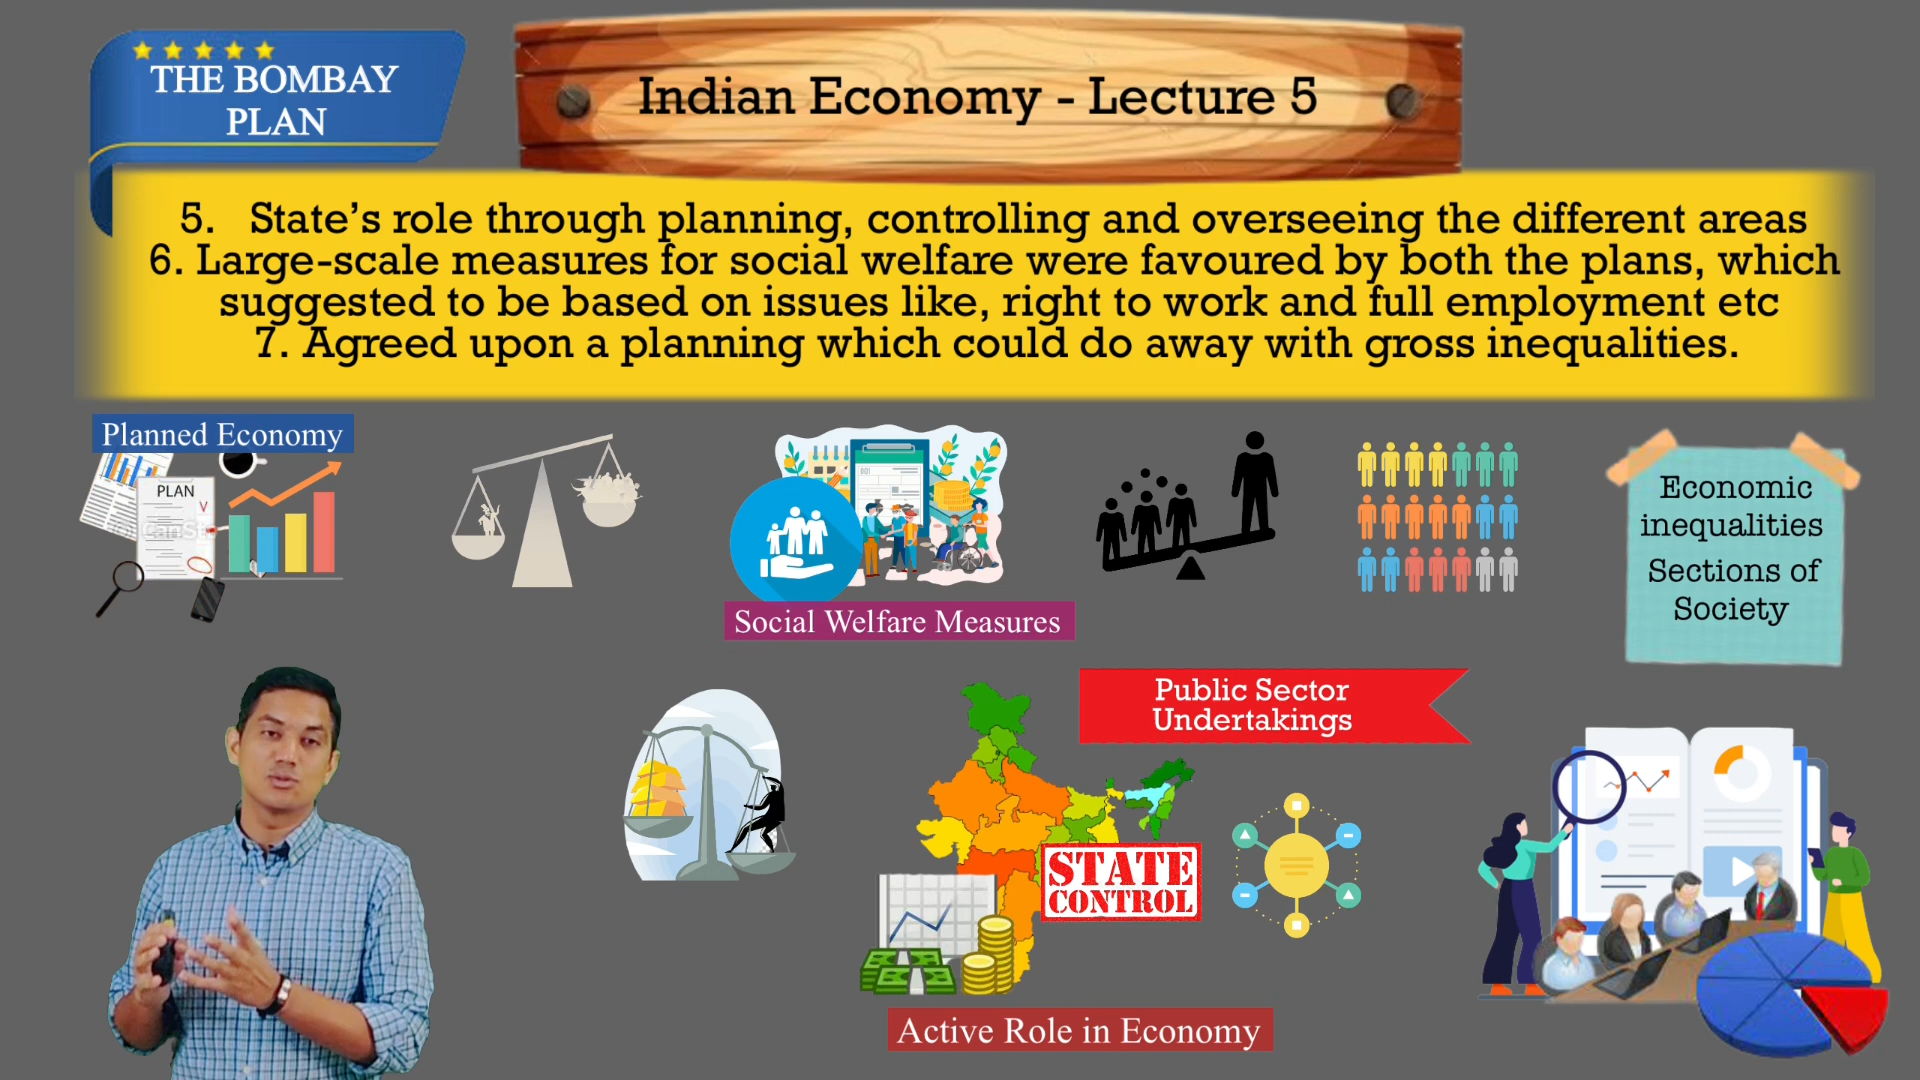 THE BOMBAY
PLAN
Indian Economy - Lecture 5
5. State's role through planning, controlling and overseeing the different areas
6. Large-scale measures for social welfare were favoured by both the plans, which
suggested to be based on issues like, right to work and full employment etc
7. Agreed upon a planning which could do away with gross inequalities.
Planned Economy
PLAN
Social Welfare Measures
Economic
inequalities
Sections of
Society
Public Sector
Undertakings
STATE
CONTROL
Active Role in Economy